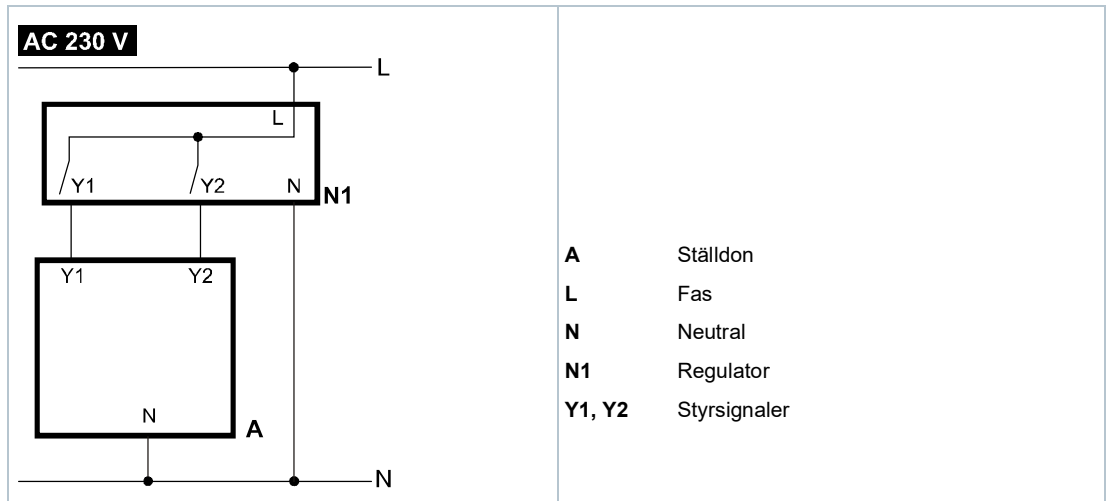 AC 230 V
L
L
Y1 Y2 N
N1
Y1 Y2
N
A
N
A Ställdon
L Fas
N Neutral
N1 Regulator
Y1, Y2 Styrsignaler